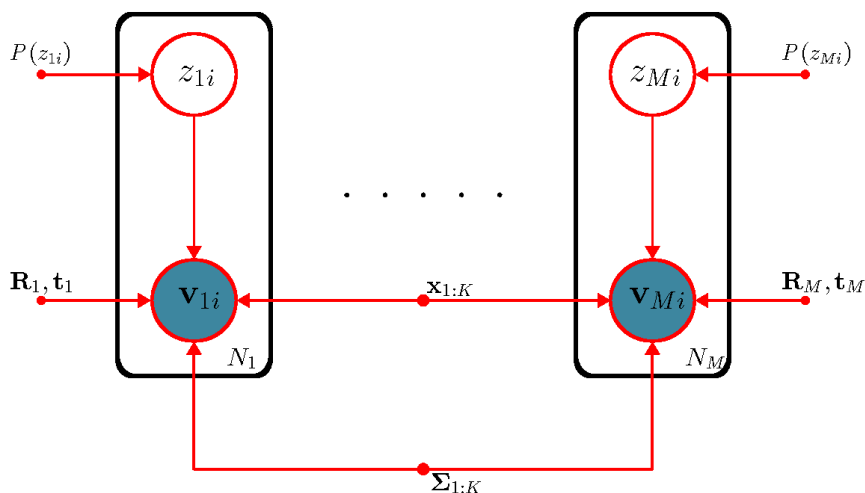 P(z_{1i}) z_{1i} z_{Mi} P(z_{Mi})
. . . . .
R_1, t_1 v_{1i} x_{1:K} v_{Mi} R_M, t_M
N_1 N_M
Σ_{1:K}